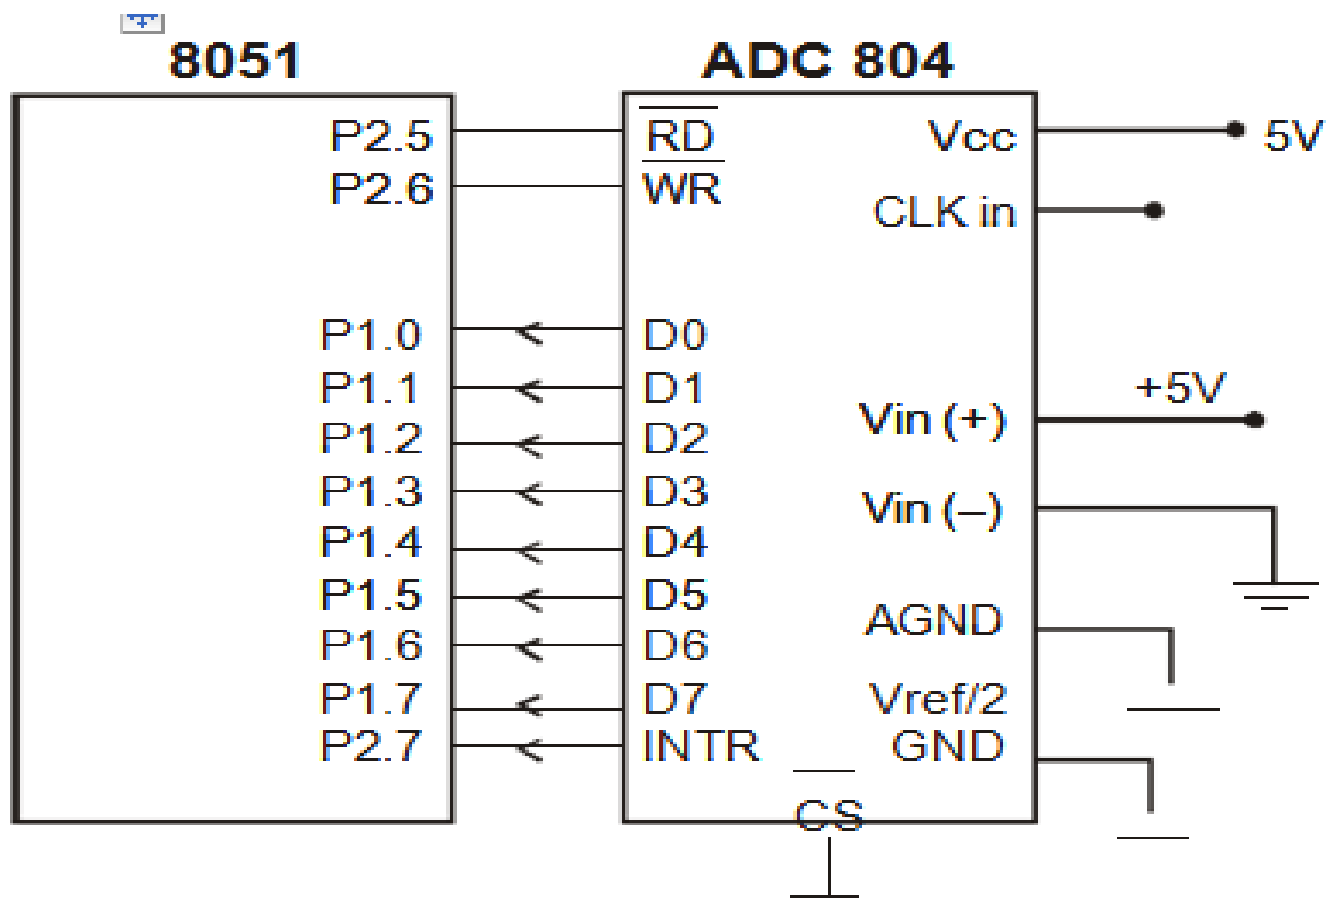 8051 ADC 804
P2.5 RD Vcc 5V
P2.6 WR
CLK in
P1.0 D0
P1.1 D1 +5V
P1.2 D2 Vin (+)
P1.3 D3 Vin (–)
P1.4 D4
P1.5 D5 AGND
P1.6 D6
P1.7 D7 Vref/2
P2.7 INTR GND
CS